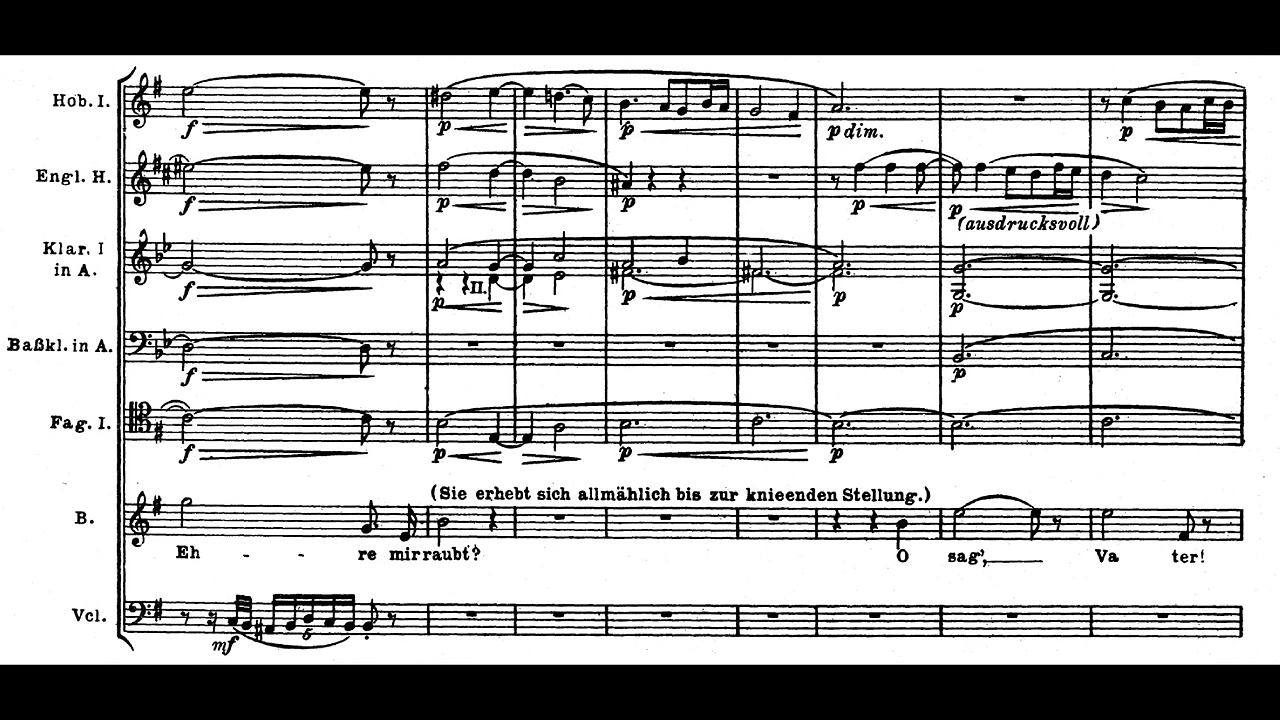 Hob. I.
f p p p dim. p
Engl. H.
f p p p p
(ausdrucksvoll)
Klar. I
in A.
f p II. p p p
Baßkl. in A.
f p
Fag. I.
f p p p
(Sie erhebt sich allmählich bis zur knieenden Stellung.)
B.
Eh - - re mir raubt? O sag', Va ter!
Vcl.
mf 5